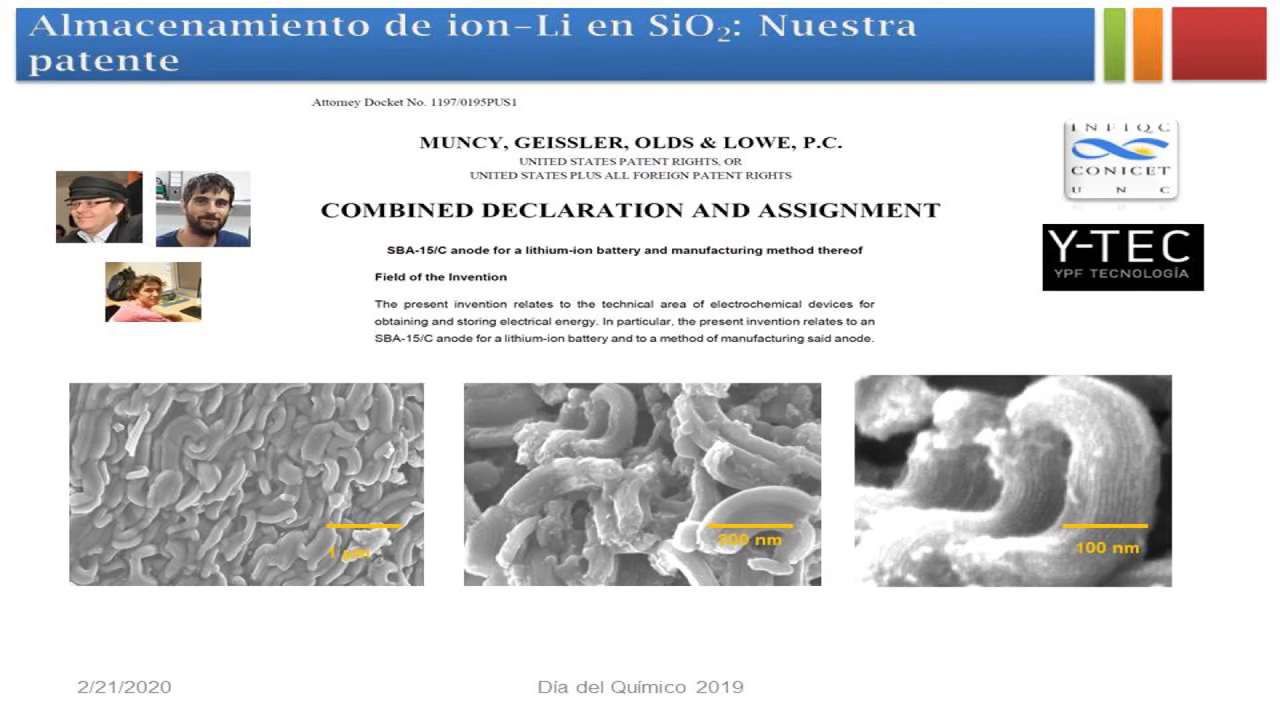 Almacenamiento de ion-Li en SiO₂: Nuestra
patente
Attorney Docket No. 1197/0195PUS1
MUNCY, GEISSLER, OLDS & LOWE, P.C.
UNITED STATES PATENT RIGHTS, OR
UNITED STATES PLUS ALL FOREIGN PATENT RIGHTS
COMBINED DECLARATION AND ASSIGNMENT
SBA-15/C anode for a lithium-ion battery and manufacturing method thereof
Field of the Invention
The present invention relates to the technical area of electrochemical devices for
obtaining and storing electrical energy. In particular, the present invention relates to an
SBA-15/C anode for a lithium-ion battery and to a method of manufacturing said anode.
INFIQC
CONICET
UNC
Y-TEC
YPF TECNOLOGÍA
1 µm
300 nm
100 nm
2/21/2020
Día del Químico 2019